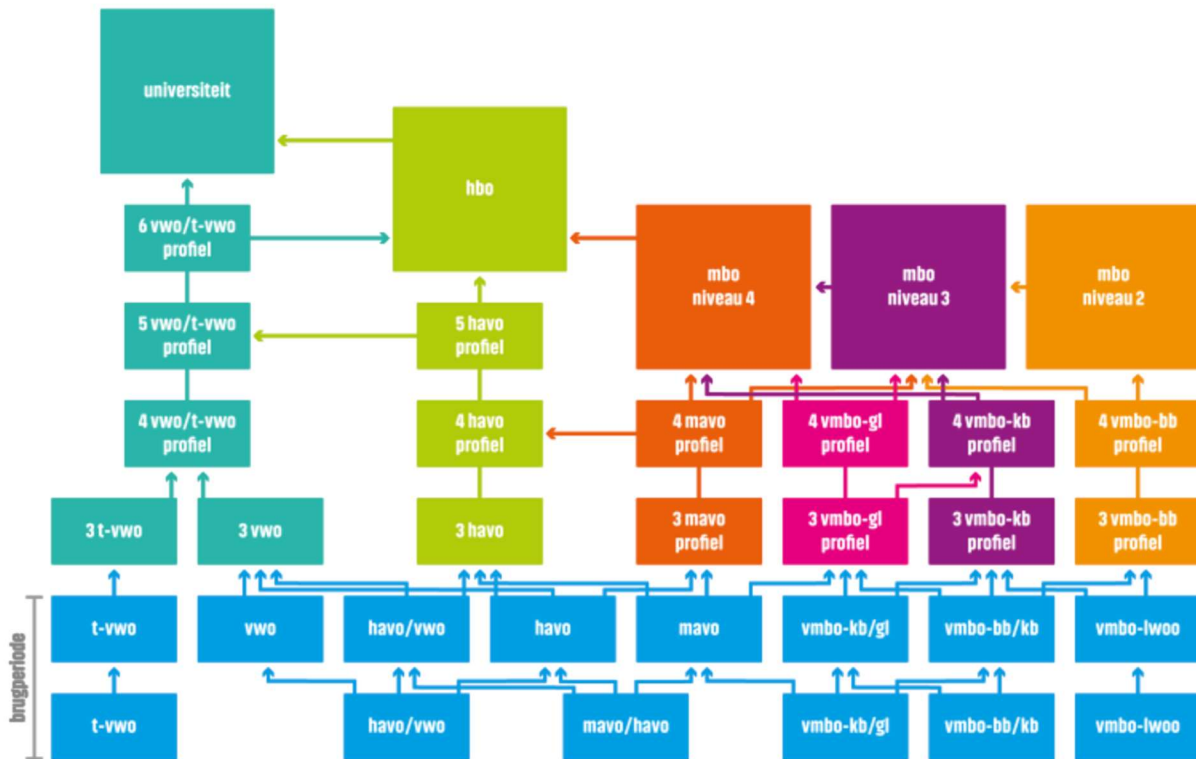 universiteit
hbo
6 vwo/t-vwo
profiel
mbo
niveau 4
mbo
niveau 3
mbo
niveau 2
5 vwo/t-vwo
profiel
5 havo
profiel
4 vwo/t-vwo
profiel
4 havo
profiel
4 mavo
profiel
4 vmbo-gl
profiel
4 vmbo-kb
profiel
4 vmbo-bb
profiel
3 t-vwo
3 vwo
3 havo
3 mavo
profiel
3 vmbo-gl
profiel
3 vmbo-kb
profiel
3 vmbo-bb
profiel
brugperiode
t-vwo
vwo
havo/vwo
havo
mavo
vmbo-kb/gl
vmbo-bb/kb
vmbo-lwoo
t-vwo
havo/vwo
mavo/havo
vmbo-kb/gl
vmbo-bb/kb
vmbo-lwoo